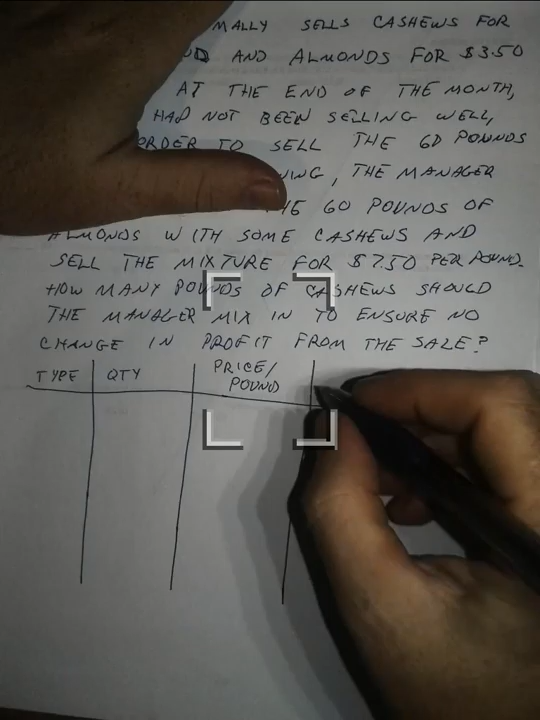 SELLS CASHEWS FOR
AND ALMONDS FOR $3.50
AT THE END OF THE MONTH,
HAD NOT BEEN SELLING WELL,
ORDER TO SELL THE 60 POUNDS
, THE MANAGER
60 POUNDS OF
ALMONDS WITH SOME CASHEWS AND
SELL THE MIXTURE FOR $7.50 PER POUND.
HOW MANY POUNDS OF CASHEWS SHOULD
THE MANAGER MIX IN TO ENSURE NO
CHANGE IN PROFIT FROM THE SALE?
TYPE QTY PRICE/
POUND